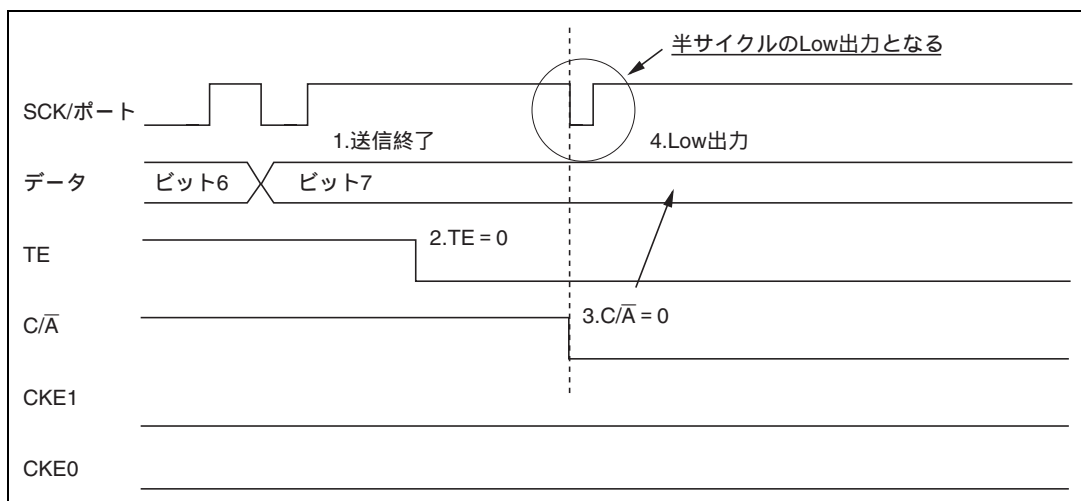 半サイクルのLow出力となる
SCK/ポート
1.送信終了
4.Low出力
データ
ビット6
ビット7
TE
2.TE = 0
C/A̅
3.C/A̅ = 0
CKE1
CKE0